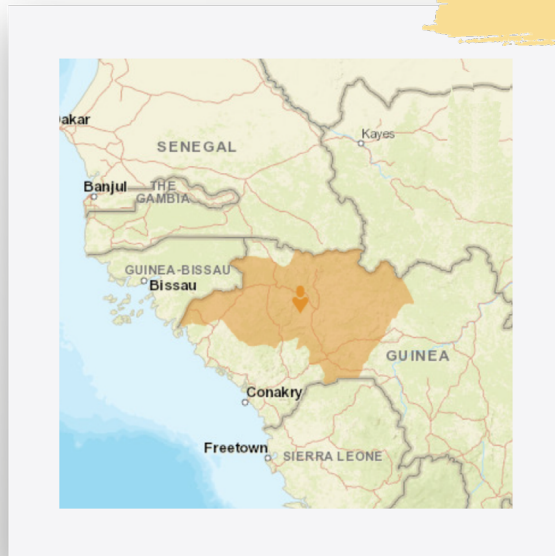 akar
Kayes
SENEGAL
Banjul
THE
GAMBIA
GUINEA-BISSAU
Bissau
GUINEA
Conakry
Freetown
SIERRA LEONE